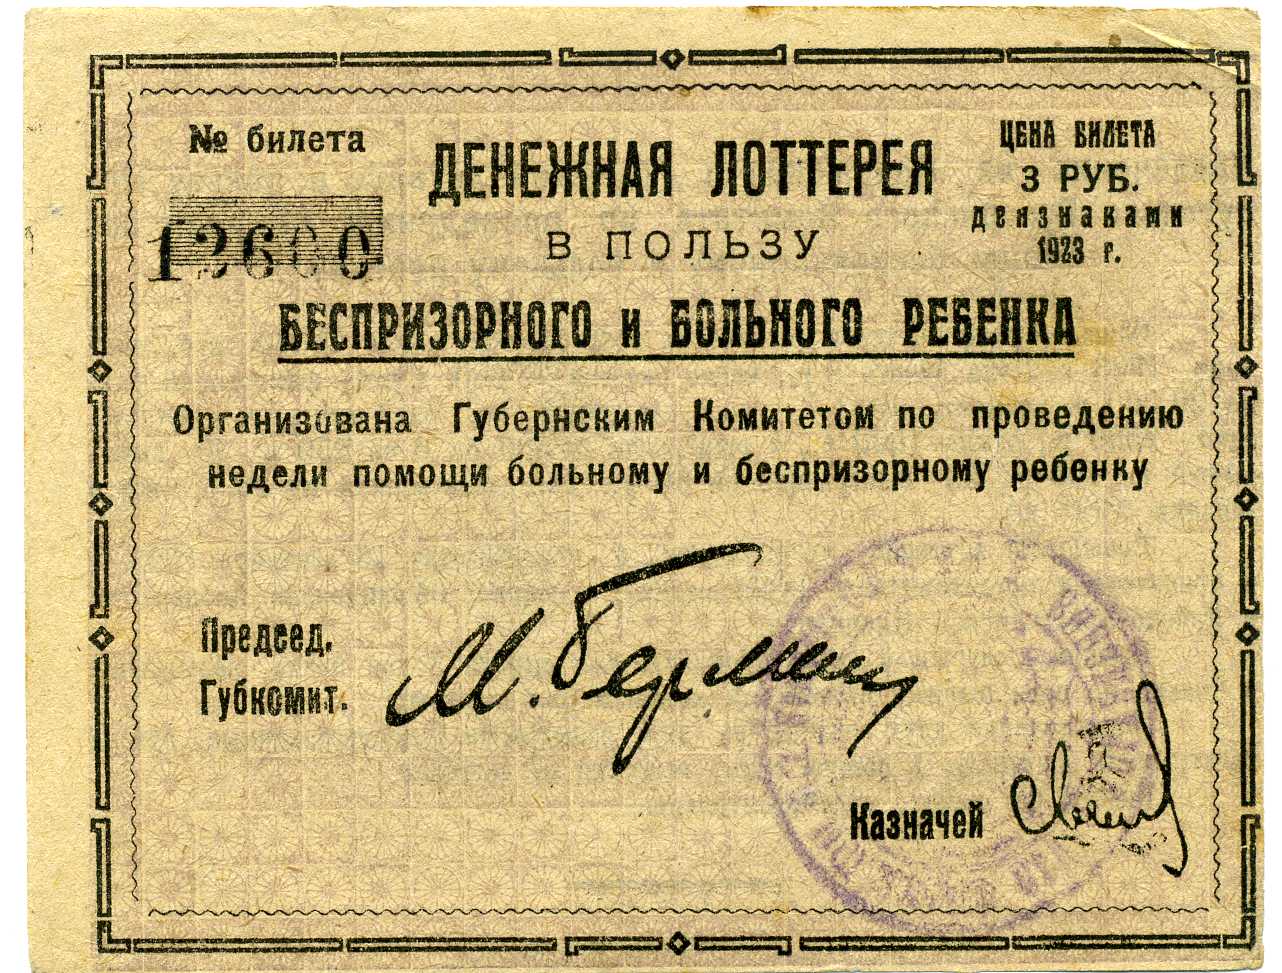 № билета
12660
ДЕНЕЖНАЯ ЛОТТЕРЕЯ
В ПОЛЬЗУ
БЕСПРИЗОРНОГО и БОЛЬНОГО РЕБЕНКА
ЦЕНА БИЛЕТА
3 РУБ.
дензнаками
1923 г.
Организована Губернским Комитетом по проведению
недели помощи больному и беспризорному ребенку
Председ.
Губкомит.
М. Берман
Казначей